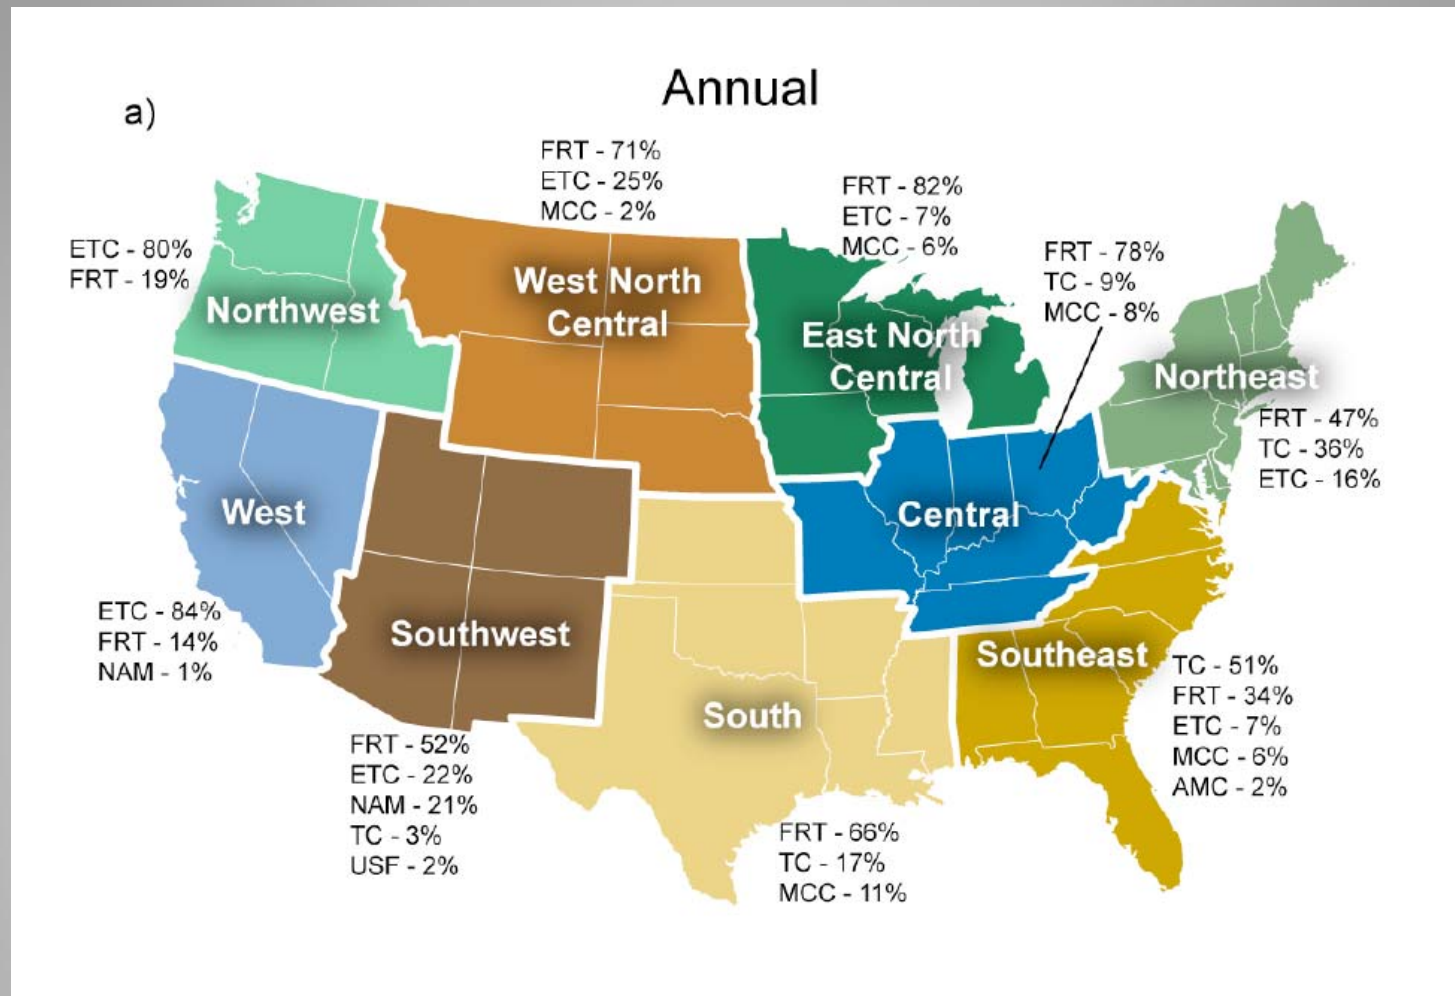 Annual
a)
FRT - 71%
ETC - 25%
MCC - 2%
FRT - 82%
ETC - 7%
MCC - 6%
FRT - 78%
TC - 9%
MCC - 8%
ETC - 80%
FRT - 19%
Northwest
West North
Central
East North
Central
Northeast
FRT - 47%
TC - 36%
ETC - 16%
West
Central
ETC - 84%
FRT - 14%
NAM - 1%
Southwest
South
Southeast
TC - 51%
FRT - 34%
ETC - 7%
MCC - 6%
AMC - 2%
FRT - 52%
ETC - 22%
NAM - 21%
TC - 3%
USF - 2%
FRT - 66%
TC - 17%
MCC - 11%